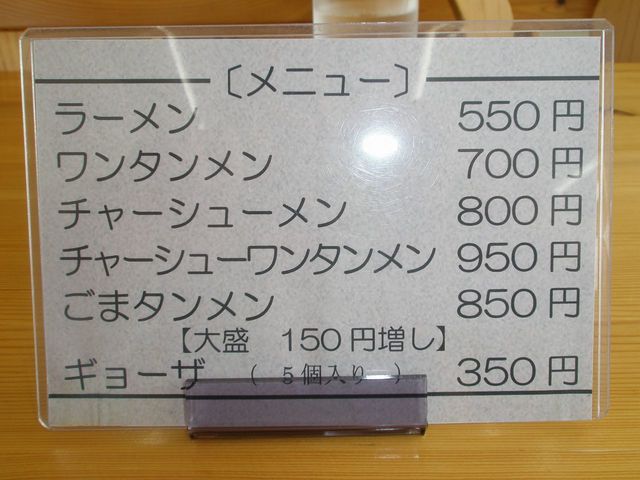 〔メニュー〕
ラーメン 550円
ワンタンメン 700円
チャーシューメン 800円
チャーシューワンタンメン 950円
ごまタンメン 850円
【大盛 150円増し】
ギョーザ （ 5個入り ） 350円